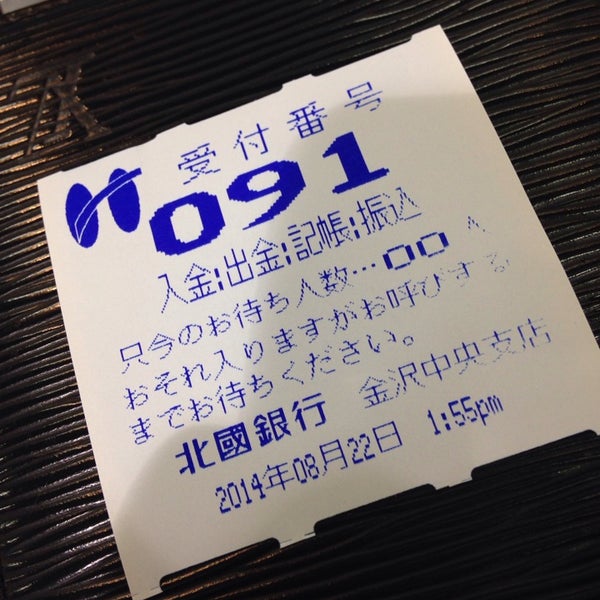 受付番号
091
入金:出金:記帳:振込
只今のお待ち人数…00人
おそれ入りますがお呼びする
までお待ちください。
北國銀行 金沢中央支店
2014年08月22日 1:55pm